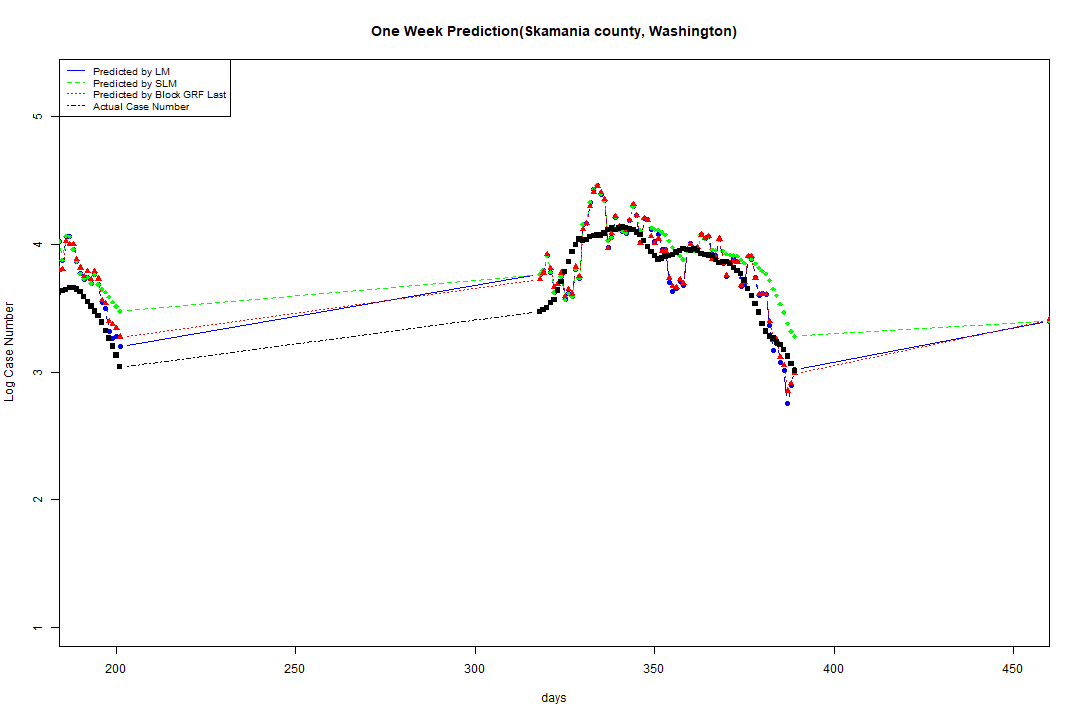 One Week Prediction(Skamania county, Washington)
Predicted by LM
Predicted by SLM
Predicted by Block GRF Last
Actual Case Number
5
4
3
2
1
Log Case Number
200 250 300 350 400 450
days